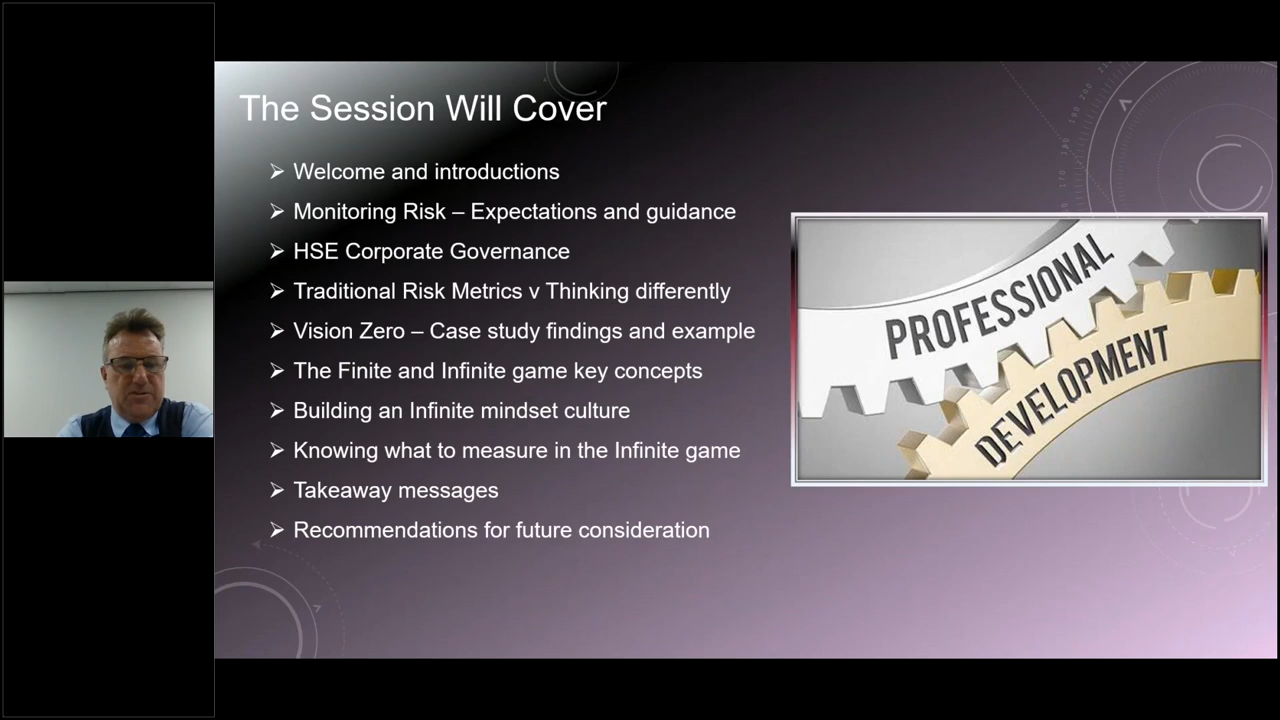 The Session Will Cover
➢ Welcome and introductions
➢ Monitoring Risk – Expectations and guidance
➢ HSE Corporate Governance
➢ Traditional Risk Metrics v Thinking differently
➢ Vision Zero – Case study findings and example
➢ The Finite and Infinite game key concepts
➢ Building an Infinite mindset culture
➢ Knowing what to measure in the Infinite game
➢ Takeaway messages
➢ Recommendations for future consideration
PROFESSIONAL
DEVELOPMENT